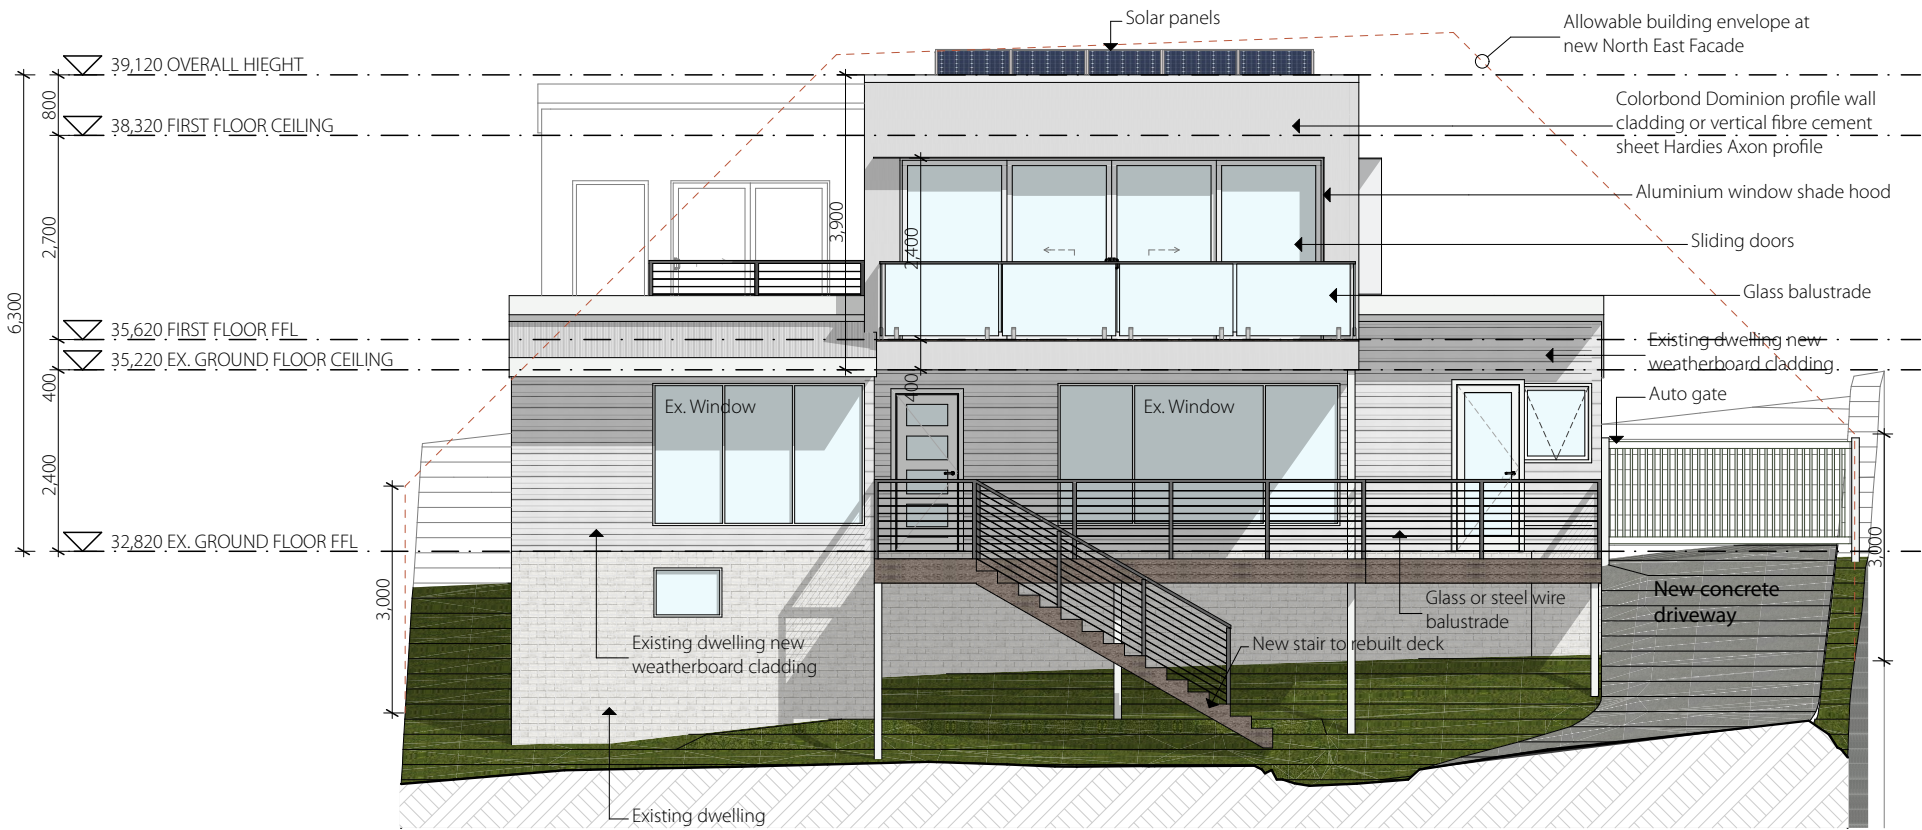 Solar panels
Allowable building envelope at
new North East Facade
39,120 OVERALL HIEGHT
800
38,320 FIRST FLOOR CEILING
Colorbond Dominion profile wall
cladding or vertical fibre cement
sheet Hardies Axon profile
Aluminium window shade hood
2,700
3,900
2,400
Sliding doors
Glass balustrade
6,300
35,620 FIRST FLOOR FFL
35,220 EX. GROUND FLOOR CEILING
Existing dwelling new
weatherboard cladding
400
400
Auto gate
Ex. Window
Ex. Window
2,400
32,820 EX. GROUND FLOOR FFL
3,000
3,000
New concrete
driveway
Glass or steel wire
balustrade
Existing dwelling new
weatherboard cladding
New stair to rebuilt deck
Existing dwelling